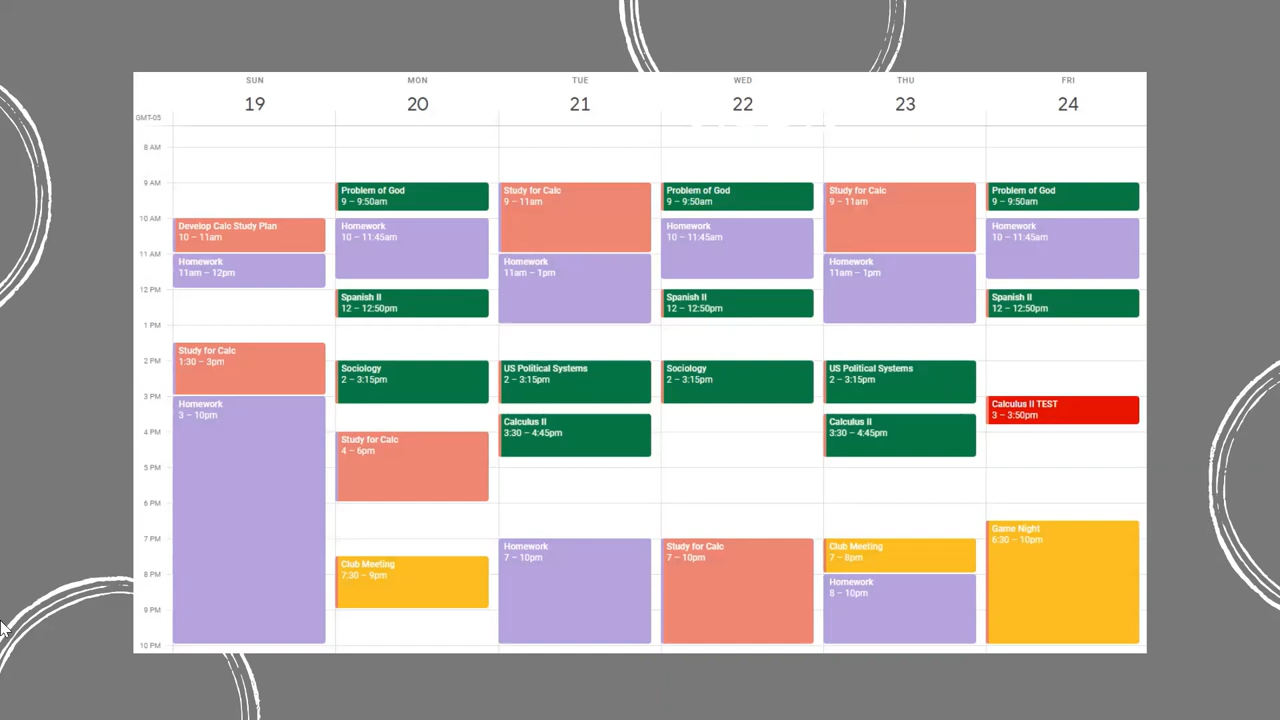 SUN
19
MON
20
TUE
21
WED
22
THU
23
FRI
24
GMT-05
8 AM
9 AM
10 AM
11 AM
12 PM
1 PM
2 PM
3 PM
4 PM
5 PM
6 PM
7 PM
8 PM
9 PM
10 PM
Develop Calc Study Plan
10 – 11am
Homework
11am – 12pm
Study for Calc
1:30 – 3pm
Homework
3 – 10pm
Problem of God
9 – 9:50am
Homework
10 – 11:45am
Spanish II
12 – 12:50pm
Sociology
2 – 3:15pm
Study for Calc
4 – 6pm
Club Meeting
7:30 – 9pm
Study for Calc
9 – 11am
Homework
11am – 1pm
US Political Systems
2 – 3:15pm
Calculus II
3:30 – 4:45pm
Homework
7 – 10pm
Problem of God
9 – 9:50am
Homework
10 – 11:45am
Spanish II
12 – 12:50pm
Sociology
2 – 3:15pm
Study for Calc
7 – 10pm
Study for Calc
9 – 11am
Homework
11am – 1pm
US Political Systems
2 – 3:15pm
Calculus II
3:30 – 4:45pm
Club Meeting
7 – 8pm
Homework
8 – 10pm
Problem of God
9 – 9:50am
Homework
10 – 11:45am
Spanish II
12 – 12:50pm
Calculus II TEST
3 – 3:50pm
Game Night
6:30 – 10pm